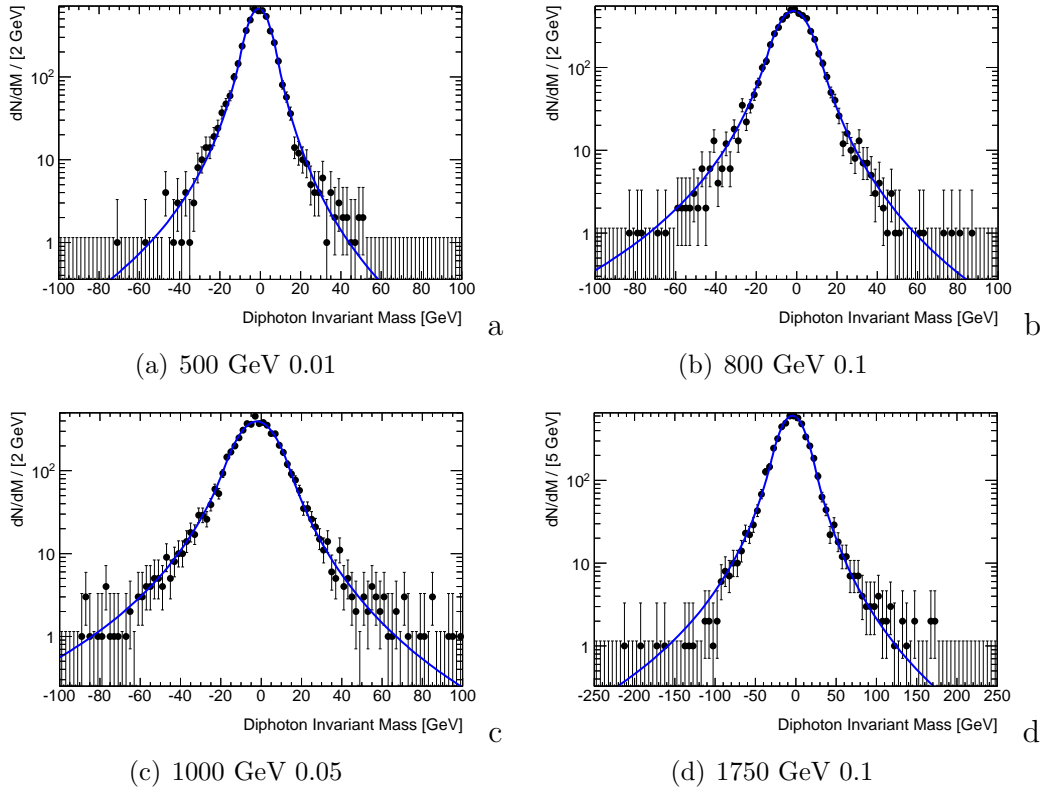 dN/dM / [2 GeV]
10²
10
1
-100 -80 -60 -40 -20 0 20 40 60 80 100
Diphoton Invariant Mass [GeV]
a
(a) 500 GeV 0.01
dN/dM / [2 GeV]
10²
10
1
-100 -80 -60 -40 -20 0 20 40 60 80 100
Diphoton Invariant Mass [GeV]
b
(b) 800 GeV 0.1
dN/dM / [2 GeV]
10²
10
1
-100 -80 -60 -40 -20 0 20 40 60 80 100
Diphoton Invariant Mass [GeV]
c
(c) 1000 GeV 0.05
dN/dM / [5 GeV]
10²
10
1
-250 -200 -150 -100 -50 0 50 100 150 200 250
Diphoton Invariant Mass [GeV]
d
(d) 1750 GeV 0.1